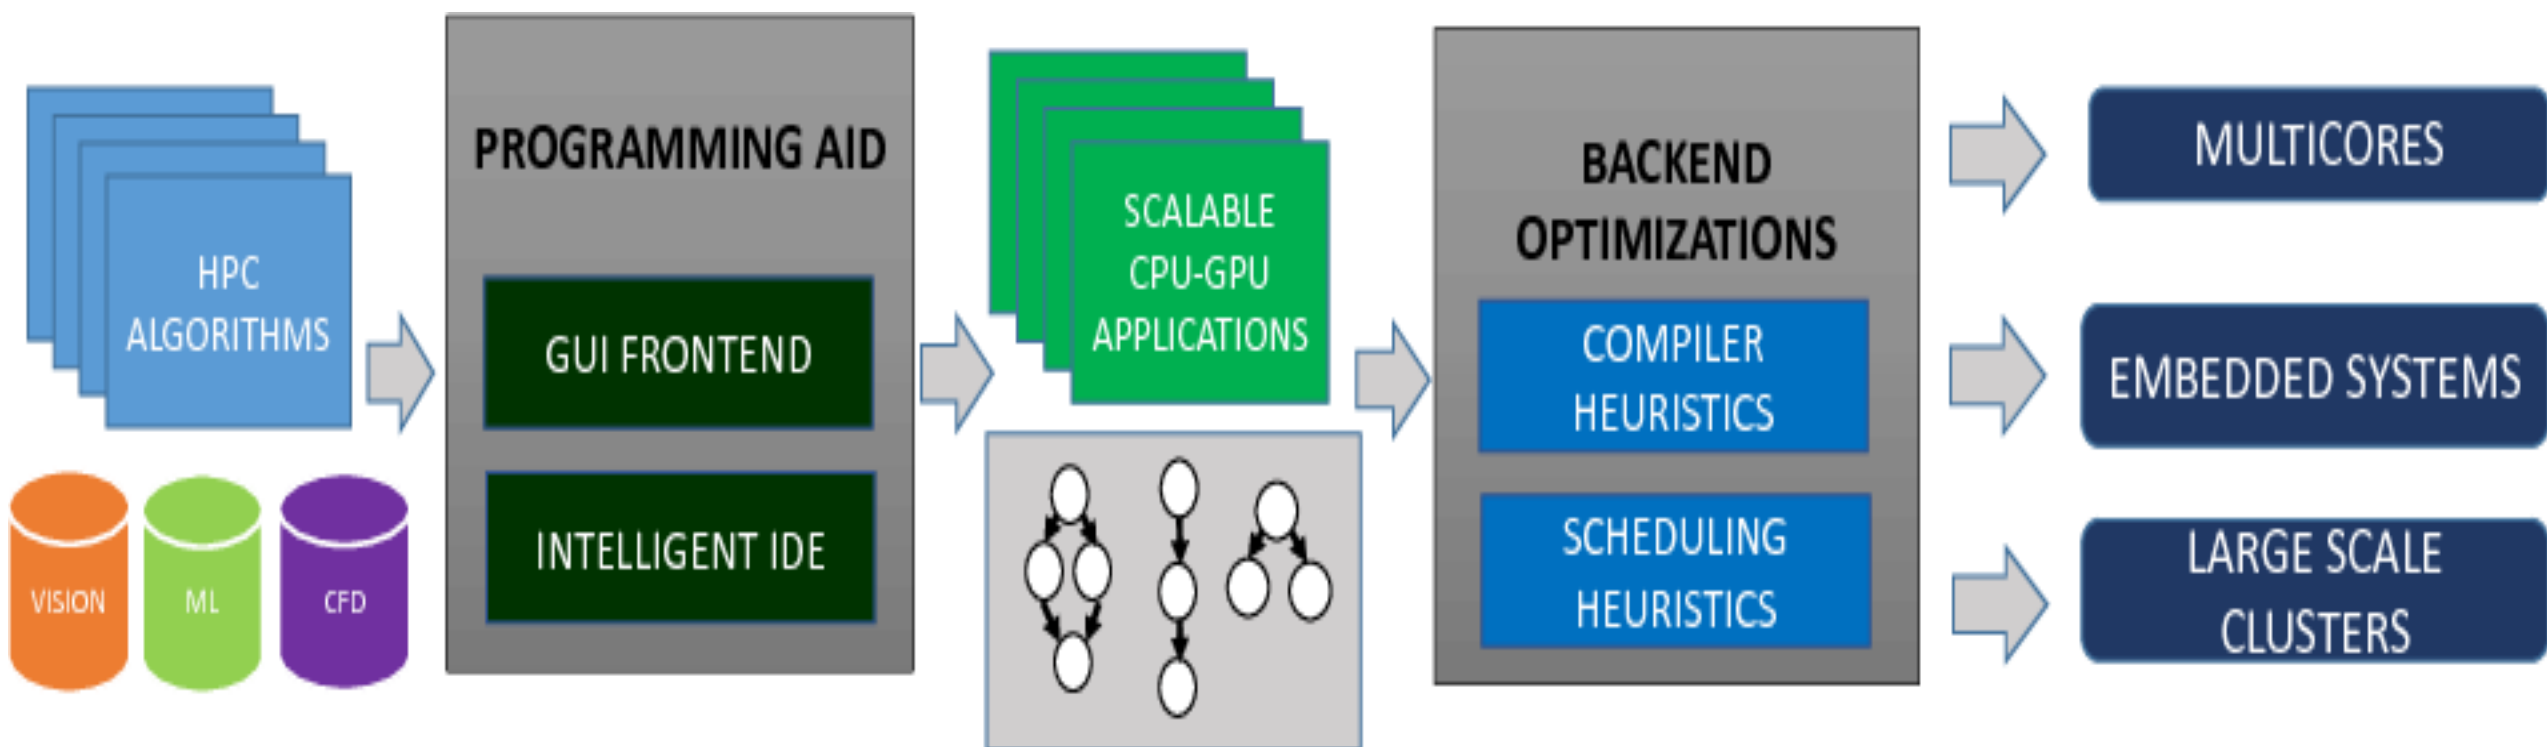 HPC
ALGORITHMS
VISION
ML
CFD
PROGRAMMING AID
GUI FRONTEND
INTELLIGENT IDE
SCALABLE
CPU-GPU
APPLICATIONS
BACKEND
OPTIMIZATIONS
COMPILER
HEURISTICS
SCHEDULING
HEURISTICS
MULTICORES
EMBEDDED SYSTEMS
LARGE SCALE
CLUSTERS